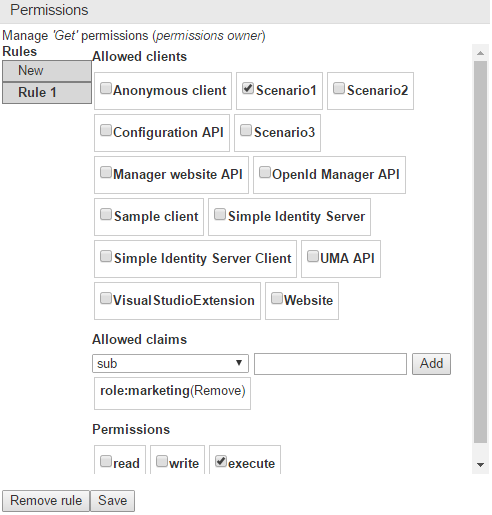 Permissions
Manage 'Get' permissions (permissions owner)
Rules
New
Rule 1
Allowed clients
Anonymous client Scenario1 Scenario2
Configuration API Scenario3
Manager website API OpenId Manager API
Sample client Simple Identity Server
Simple Identity Server Client UMA API
VisualStudioExtension Website
Allowed claims
sub Add
role:marketing(Remove)
Permissions
read write execute
Remove rule Save